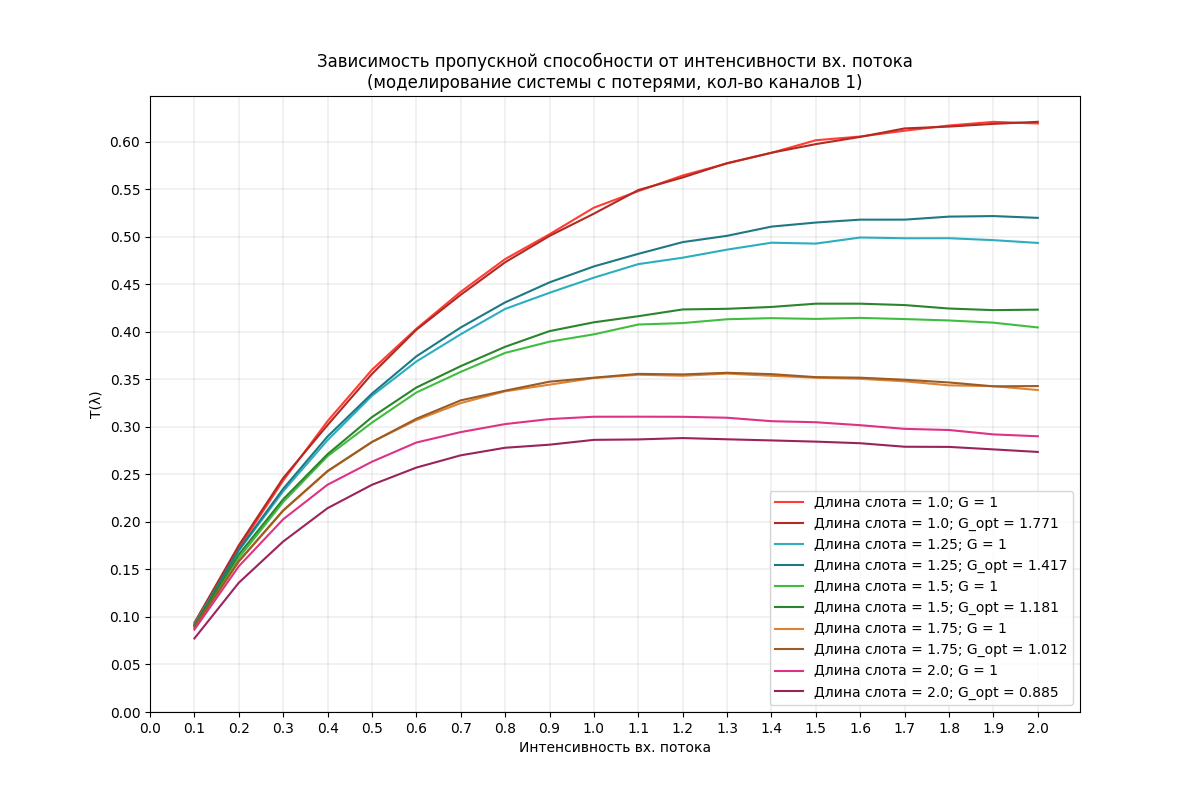 Зависимость пропускной способности от интенсивности вх. потока
(моделирование системы с потерями, кол-во каналов 1)
T(λ)
0.60
0.55
0.50
0.45
0.40
0.35
0.30
0.25
0.20
0.15
0.10
0.05
0.00
Длина слота = 1.0; G = 1
Длина слота = 1.0; G_opt = 1.771
Длина слота = 1.25; G = 1
Длина слота = 1.25; G_opt = 1.417
Длина слота = 1.5; G = 1
Длина слота = 1.5; G_opt = 1.181
Длина слота = 1.75; G = 1
Длина слота = 1.75; G_opt = 1.012
Длина слота = 2.0; G = 1
Длина слота = 2.0; G_opt = 0.885
0.0 0.1 0.2 0.3 0.4 0.5 0.6 0.7 0.8 0.9 1.0 1.1 1.2 1.3 1.4 1.5 1.6 1.7 1.8 1.9 2.0
Интенсивность вх. потока